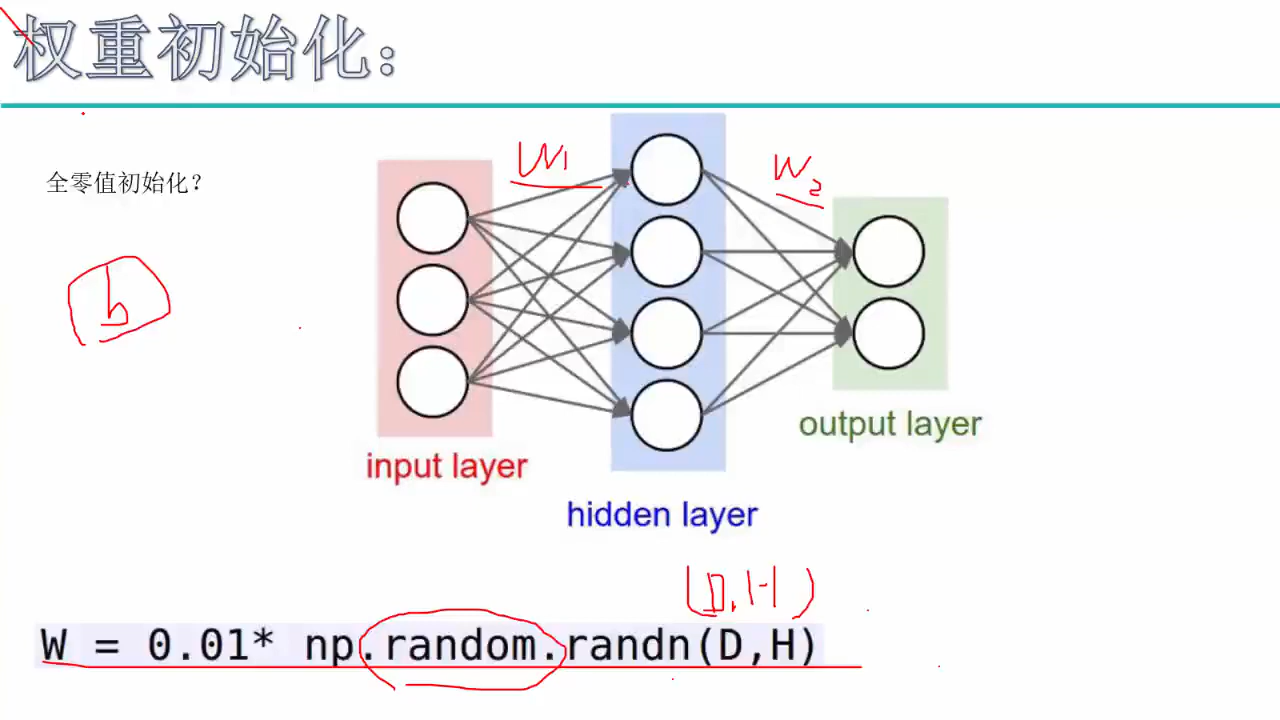 权重初始化：
全零值初始化？
W1
W2
b
input layer
hidden layer
output layer
(D,H)
W = 0.01* np.random.randn(D,H)